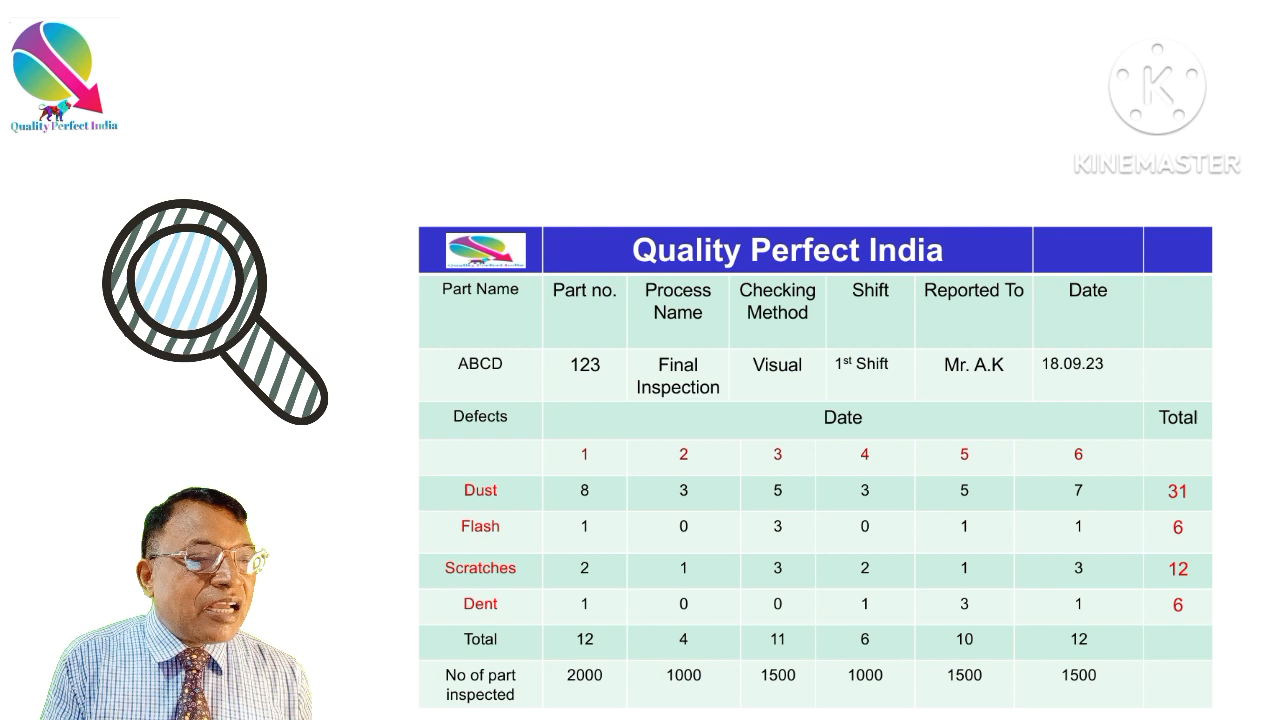 Quality Perfect India
KINEMASTER
Quality Perfect India
Part Name Part no. Process Name Checking Method Shift Reported To Date
ABCD 123 Final Inspection Visual 1st Shift Mr. A.K 18.09.23
Defects Date Total
1 2 3 4 5 6
Dust 8 3 5 3 5 7 31
Flash 1 0 3 0 1 1 6
Scratches 2 1 3 2 1 3 12
Dent 1 0 0 1 3 1 6
Total 12 4 11 6 10 12
No of part inspected 2000 1000 1500 1000 1500 1500